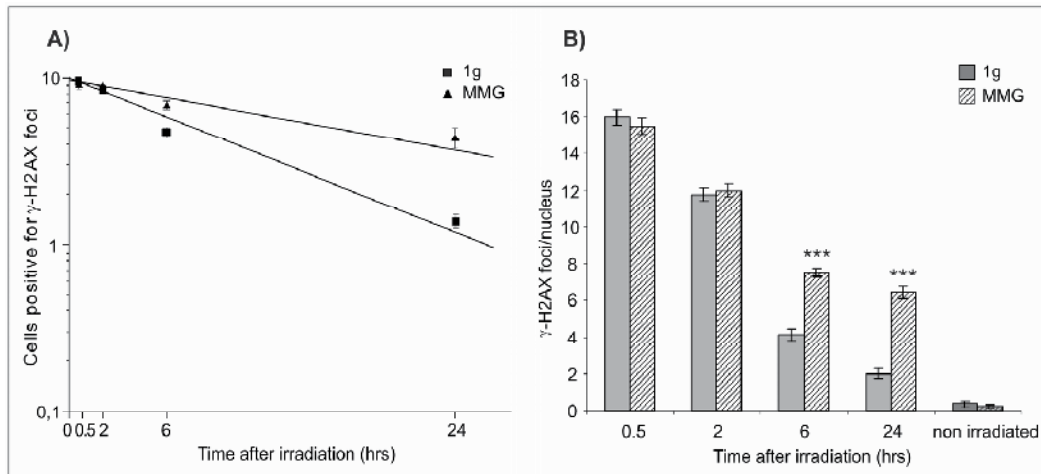 A)
1g
MMG
Cells positive for γ-H2AX foci
10
1
0,1
0 0.5 2 6 24
Time after irradiation (hrs)
B)
1g
MMG
γ-H2AX foci/nucleus
18
16
14
12
10
8
6
4
2
0
***
***
0.5 2 6 24 non irradiated
Time after irradiation (hrs)